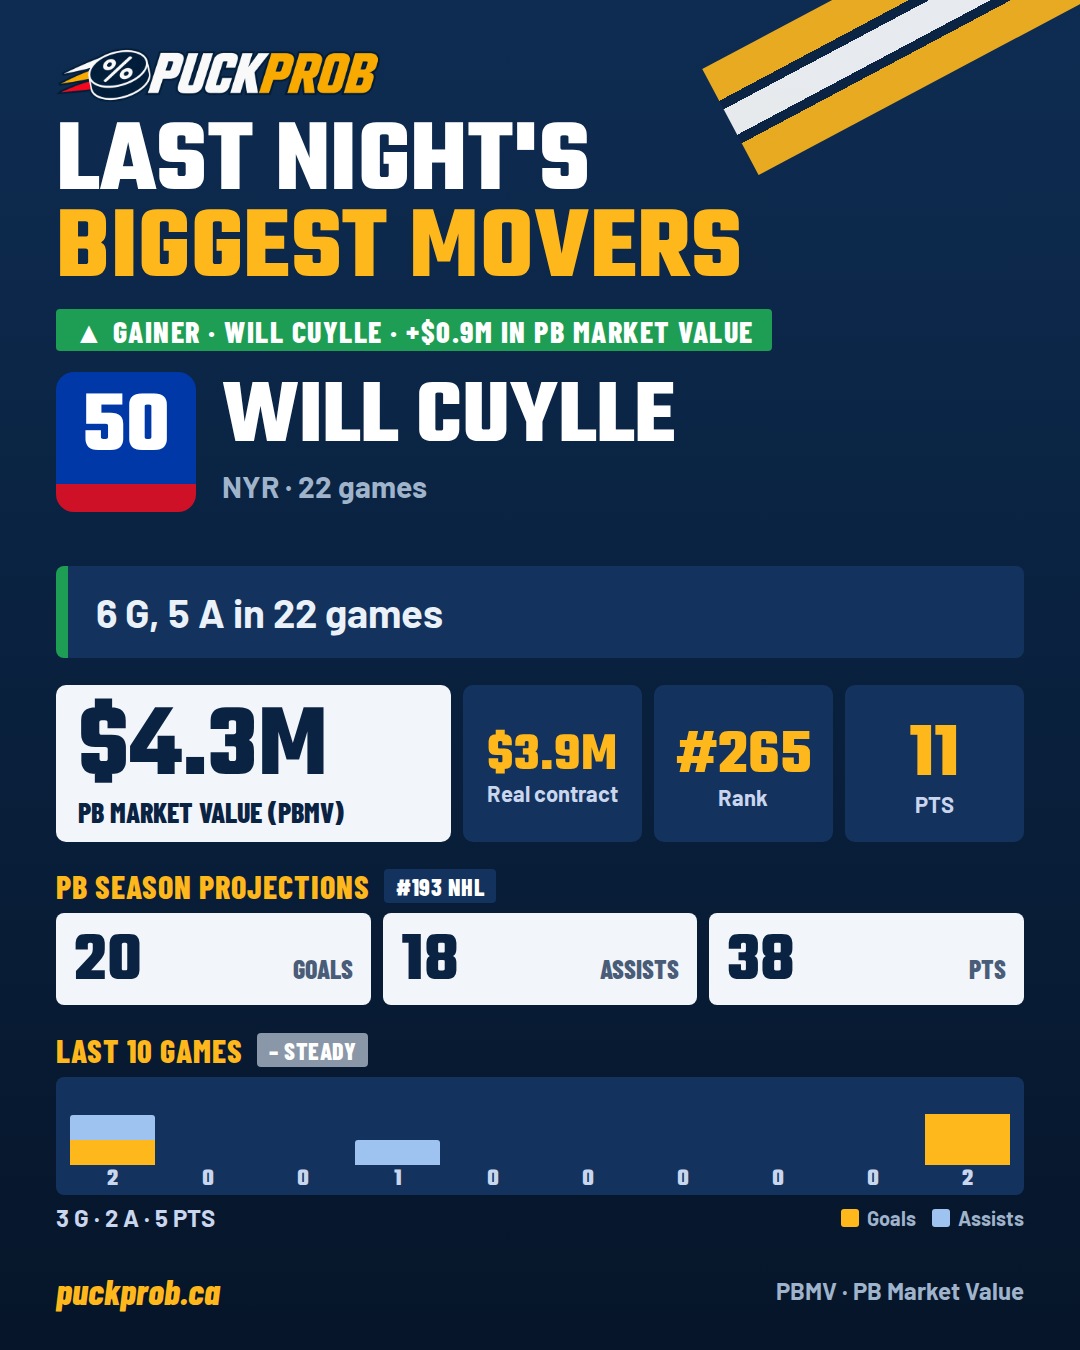 % PUCKPROB
LAST NIGHT'S
BIGGEST MOVERS
▲ GAINER · WILL CUYLLE · +$0.9M IN PB MARKET VALUE
50
WILL CUYLLE
NYR · 22 games
6 G, 5 A in 22 games
$4.3M
PB MARKET VALUE (PBMV)
$3.9M
Real contract
#265
Rank
11
PTS
PB SEASON PROJECTIONS #193 NHL
20 GOALS
18 ASSISTS
38 PTS
LAST 10 GAMES – STEADY
2 0 0 1 0 0 0 0 0 2
3 G · 2 A · 5 PTS
Goals Assists
puckprob.ca
PBMV · PB Market Value